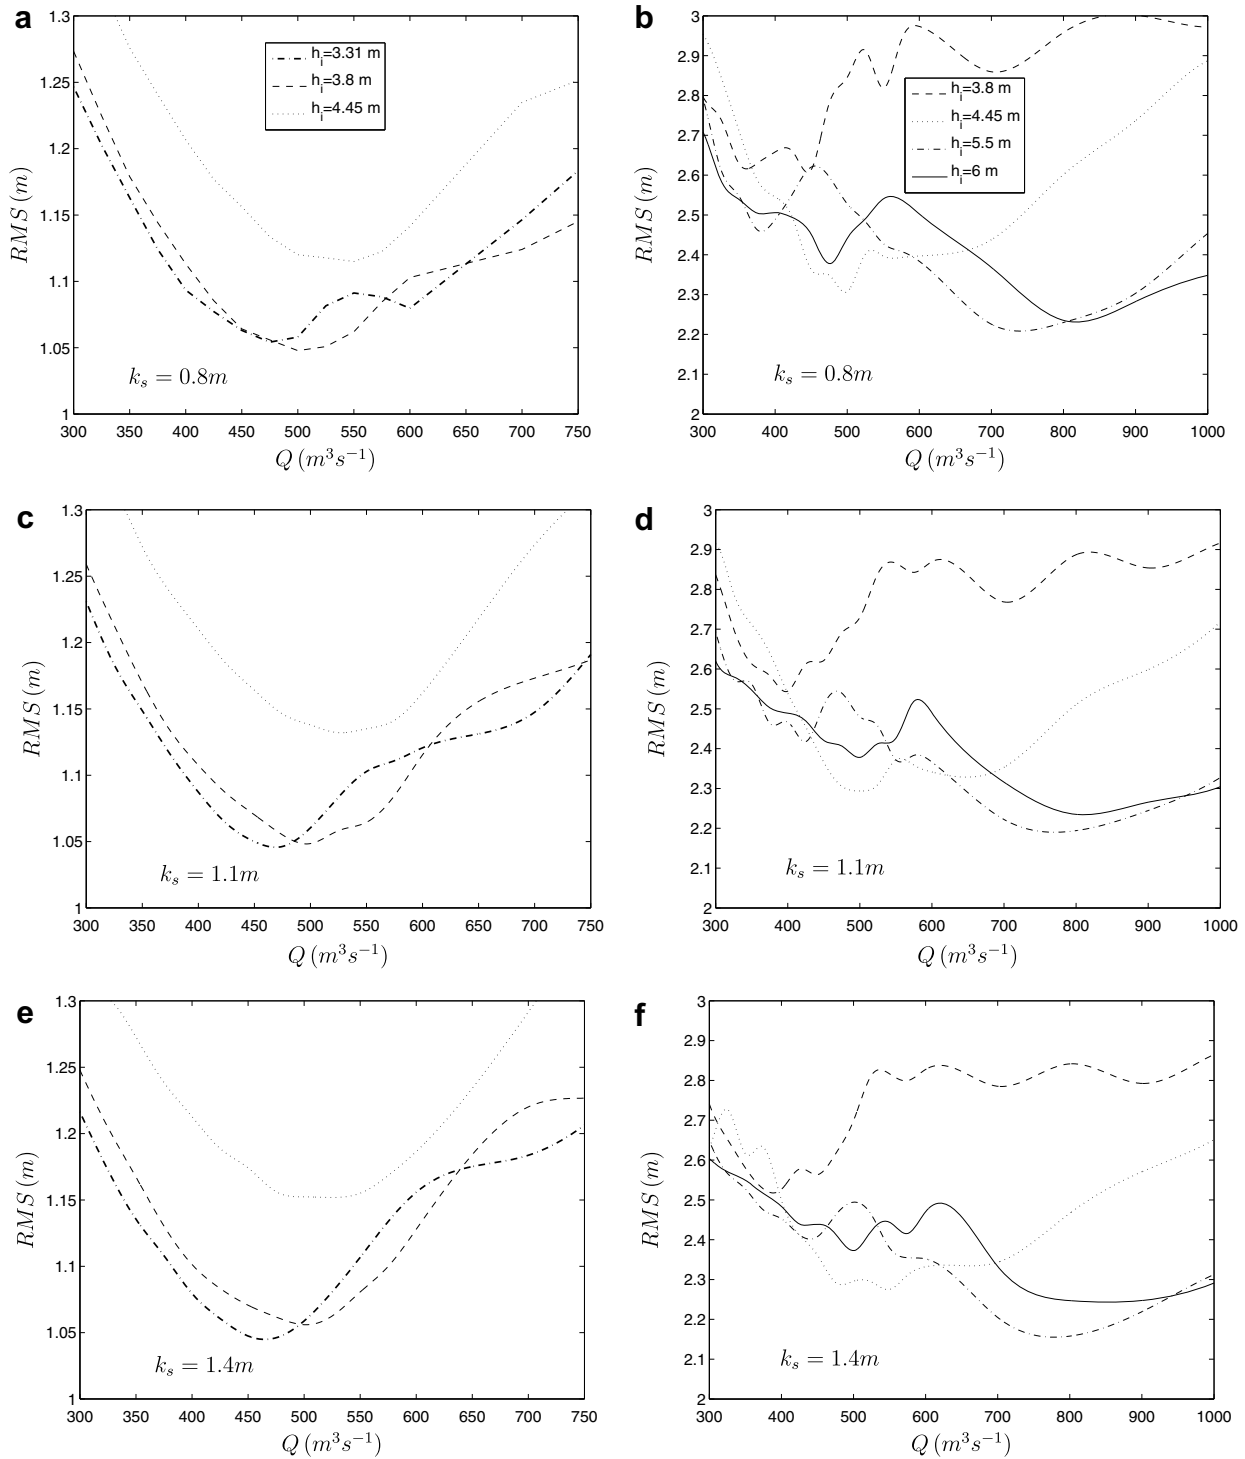 a
1.3
1.25
1.2
1.15
1.1
1.05
1
RMS (m)
h_i=3.31 m
h_i=3.8 m
h_i=4.45 m
k_s = 0.8m
300 350 400 450 500 550 600 650 700 750
Q (m³s⁻¹)
b
3
2.9
2.8
2.7
2.6
2.5
2.4
2.3
2.2
2.1
2
RMS (m)
h_i=3.8 m
h_i=4.45 m
h_i=5.5 m
h_i=6 m
k_s = 0.8m
300 400 500 600 700 800 900 1000
Q (m³s⁻¹)
c
1.3
1.25
1.2
1.15
1.1
1.05
1
RMS (m)
k_s = 1.1m
300 350 400 450 500 550 600 650 700 750
Q (m³s⁻¹)
d
3
2.9
2.8
2.7
2.6
2.5
2.4
2.3
2.2
2.1
2
RMS (m)
k_s = 1.1m
300 400 500 600 700 800 900 1000
Q (m³s⁻¹)
e
1.3
1.25
1.2
1.15
1.1
1.05
1
RMS (m)
k_s = 1.4m
300 350 400 450 500 550 600 650 700 750
Q (m³s⁻¹)
f
3
2.9
2.8
2.7
2.6
2.5
2.4
2.3
2.2
2.1
2
RMS (m)
k_s = 1.4m
300 400 500 600 700 800 900 1000
Q (m³s⁻¹)